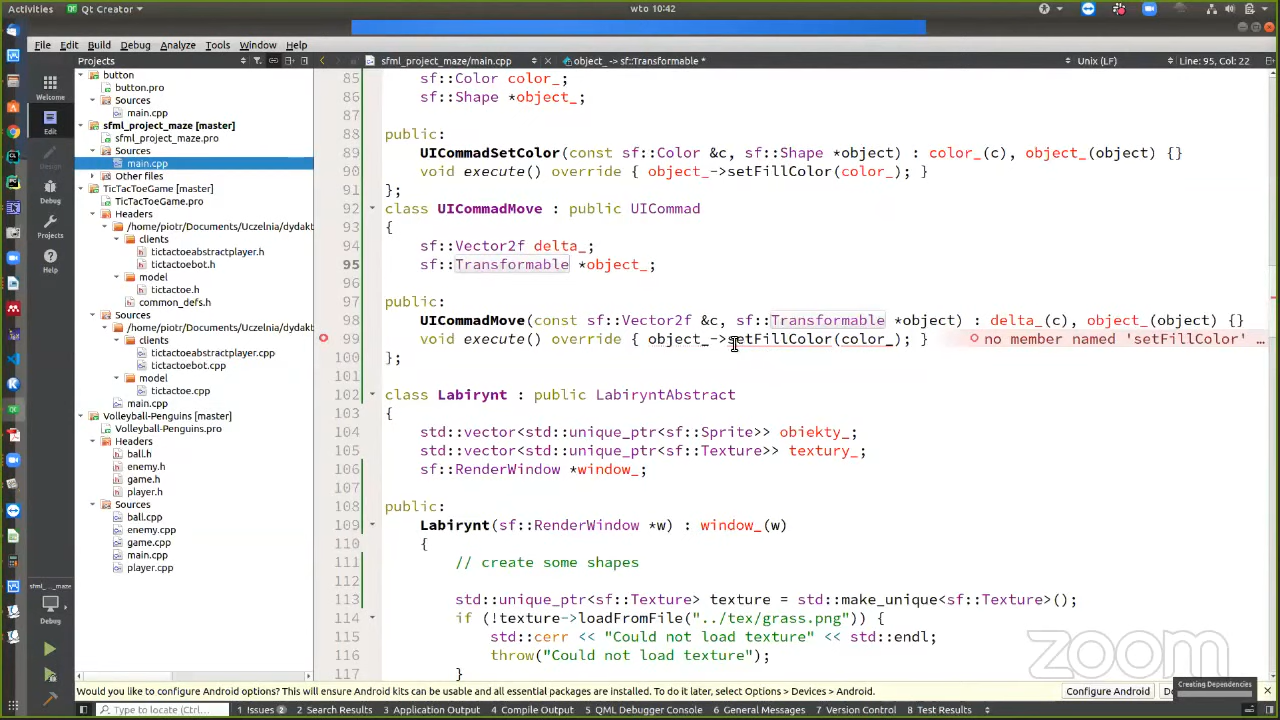 Activities
Qt Creator
wto 10:42
File Edit Build Debug Analyze Tools Window Help
Projects
sfml_project_maze/main.cpp
object_ -> sf::Transformable *
Unix (LF)
Line: 95, Col: 22
Welcome
Edit
Design
Debug
Projects
Help
Debug
button
button.pro
Sources
main.cpp
sfml_project_maze [master]
sfml_project_maze.pro
Sources
main.cpp
Other files
TicTacToeGame [master]
TicTacToeGame.pro
Headers
/home/piotr/Documents/Uczelnia/dydakt
clients
tictactoeabstractplayer.h
tictactoebot.h
model
tictactoe.h
common_defs.h
Sources
/home/piotr/Documents/Uczelnia/dydakt
clients
tictactoeabstractplayer.cpp
tictactoebot.cpp
model
tictactoe.cpp
main.cpp
Volleyball-Penguins [master]
Volleyball-Penguins.pro
Headers
ball.h
enemy.h
game.h
player.h
Sources
ball.cpp
enemy.cpp
game.cpp
main.cpp
player.cpp
85 sf::Color color_;
86 sf::Shape *object_;
87
88 public:
89 UICommadSetColor(const sf::Color &c, sf::Shape *object) : color_(c), object_(object) {}
90 void execute() override { object_->setFillColor(color_); }
91 };
92 class UICommadMove : public UICommad
93 {
94 sf::Vector2f delta_;
95 sf::Transformable *object_;
96
97 public:
98 UICommadMove(const sf::Vector2f &c, sf::Transformable *object) : delta_(c), object_(object) {}
99 void execute() override { object_->setFillColor(color_); } no member named 'setFillColor' …
100 };
101
102 class Labirynt : public LabiryntAbstract
103 {
104 std::vector<std::unique_ptr<sf::Sprite>> obiekty_;
105 std::vector<std::unique_ptr<sf::Texture>> textury_;
106 sf::RenderWindow *window_;
107
108 public:
109 Labirynt(sf::RenderWindow *w) : window_(w)
110 {
111 // create some shapes
112
113 std::unique_ptr<sf::Texture> texture = std::make_unique<sf::Texture>();
114 if (!texture->loadFromFile("../tex/grass.png")) {
115 std::cerr << "Could not load texture" << std::endl;
116 throw("Could not load texture");
117 }
zoom
Creating Dependencies
Would you like to configure Android options? This will ensure Android kits can be usable and all essential packages are installed. To do it later, select Options > Devices > Android.
Configure Android
sfml_ ..._maze
Type to locate (Ctrl+...
1 Issues 2
2 Search Results
3 Application Output
4 Compile Output
5 QML Debugger Console
6 General Messages
7 Version Control
8 Test Results